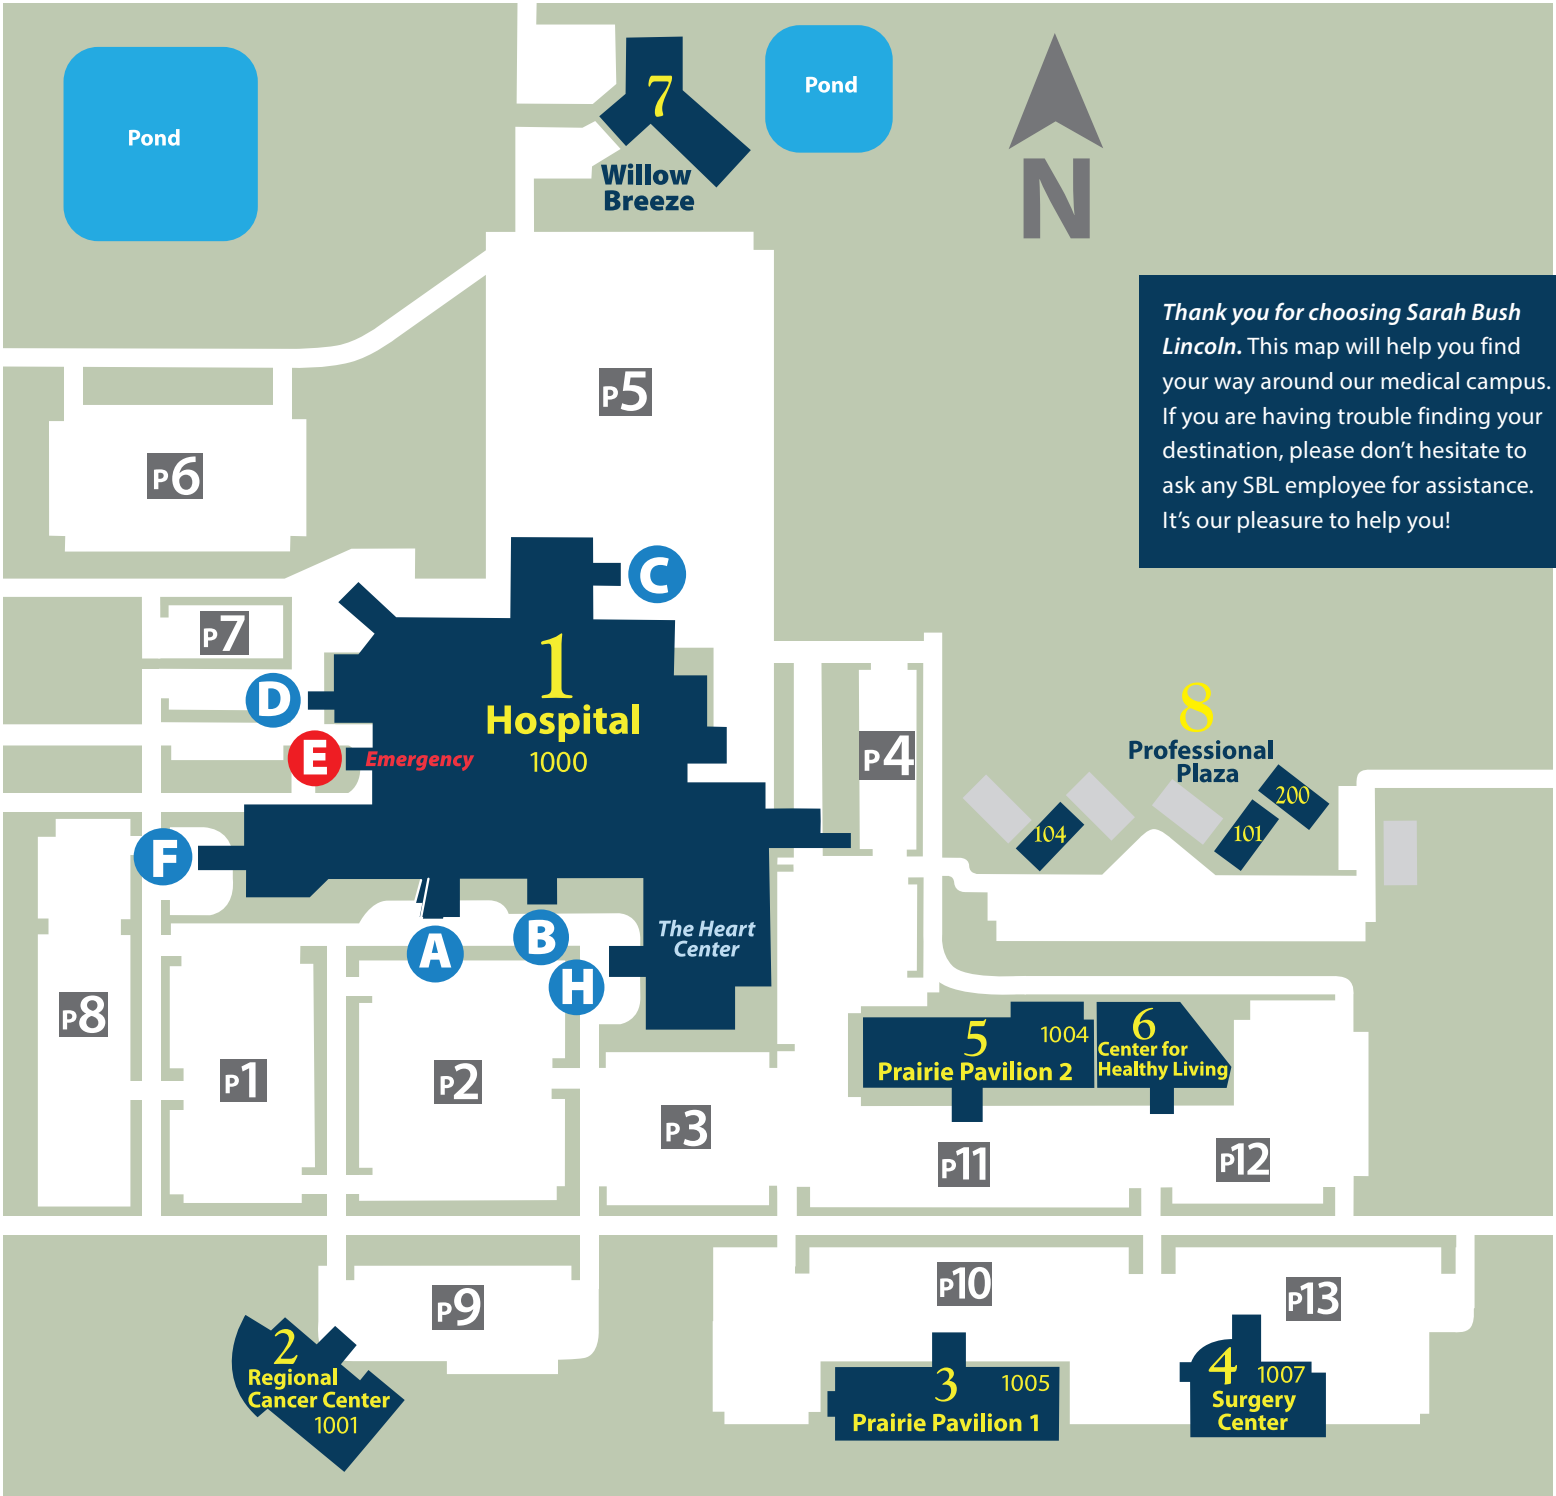 7
Pond
Pond
Willow
Breeze
N
Thank you for choosing Sarah Bush
Lincoln. This map will help you find
your way around our medical campus.
If you are having trouble finding your
destination, please don't hesitate to
ask any SBL employee for assistance.
It's our pleasure to help you!
P5
P6
C
P7
1
Hospital
1000
D
E
Emergency
P4
8
Professional
Plaza
200
104
101
F
A
B
H
The Heart
Center
P8
P1
P2
P3
5
1004
Prairie Pavilion 2
6
Center for
Healthy Living
P11
P12
P9
P10
P13
2
Regional
Cancer Center
1001
3
1005
Prairie Pavilion 1
4
1007
Surgery
Center